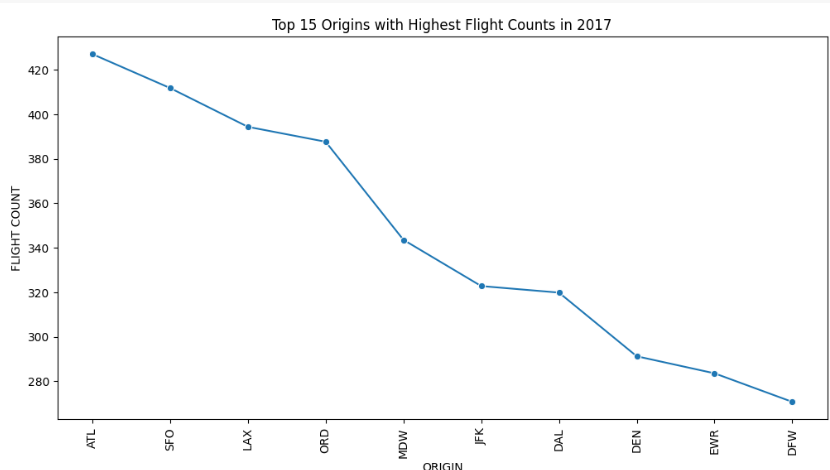 Top 15 Origins with Highest Flight Counts in 2017
420
400
380
360
340
320
300
280
FLIGHT COUNT
ATL SFO LAX ORD MDW JFK DAL DEN EWR DFW
ORIGIN